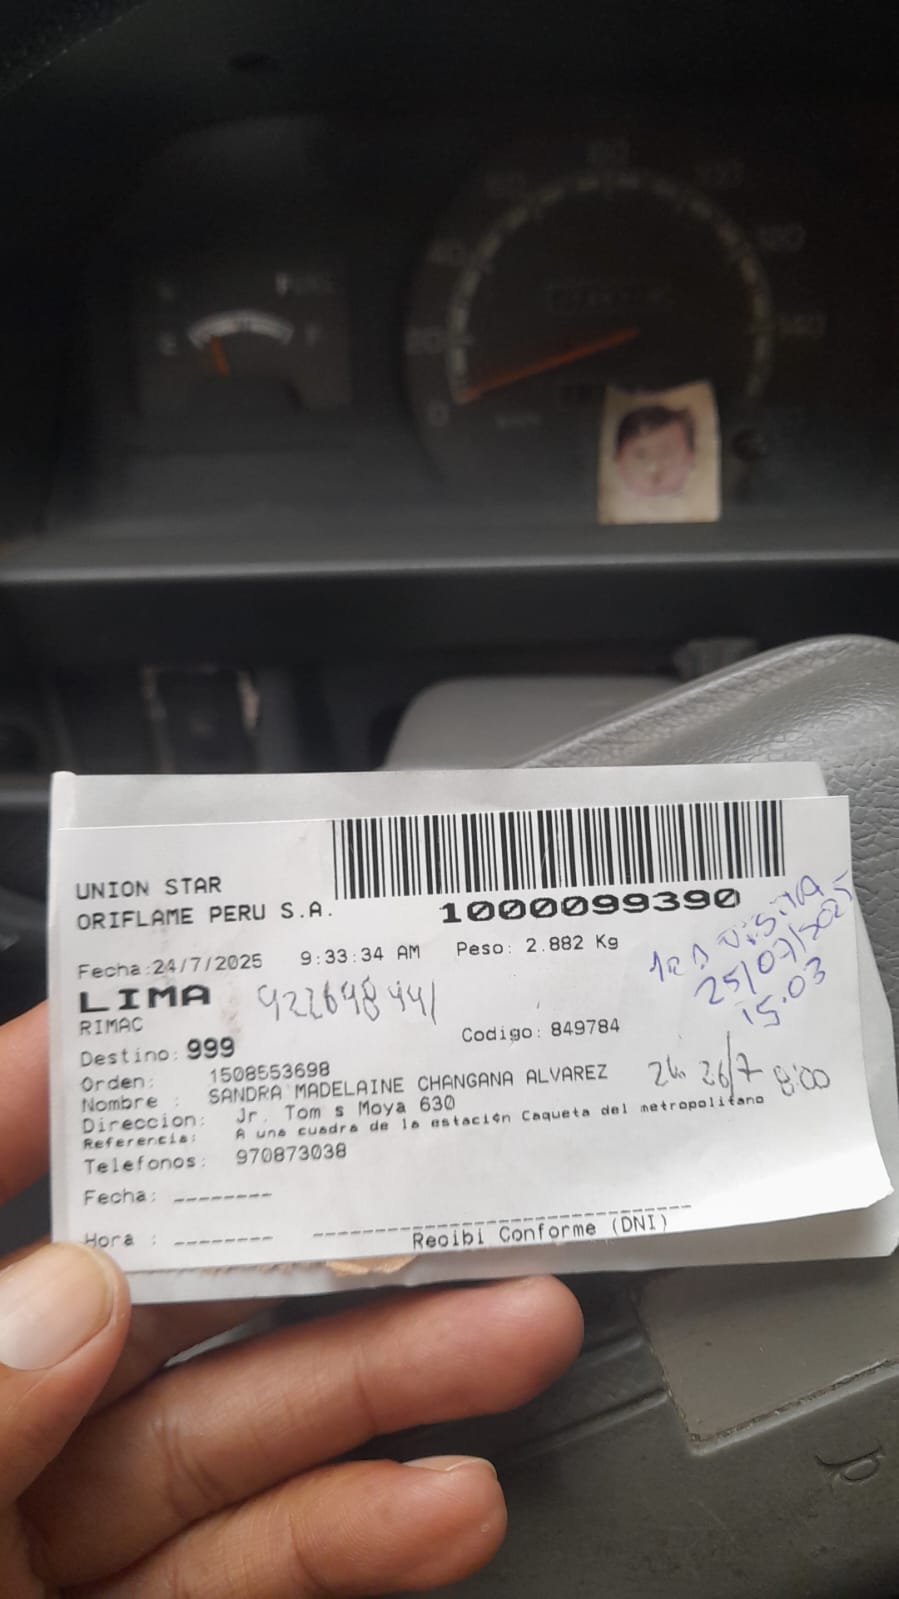 UNION STAR
ORIFLAME PERU S.A.
1000099390
Fecha:24/7/2025 9:33:34 AM Peso: 2.882 Kg
1RA VISITA
25/07/2025
15:03
LIMA
RIMAC
Codigo: 849784
Destino: 999
Orden: 1508553698
Nombre : SANDRA MADELAINE CHANGANA ALVAREZ
26/7 8:00
Direccion: Jr. Tom s Moya 630
Referencia: A una cuadra de la estación Caqueta del metropolitano
Telefonos: 970873038
Fecha: --------
Hora : --------
Recibi Conforme (DNI)